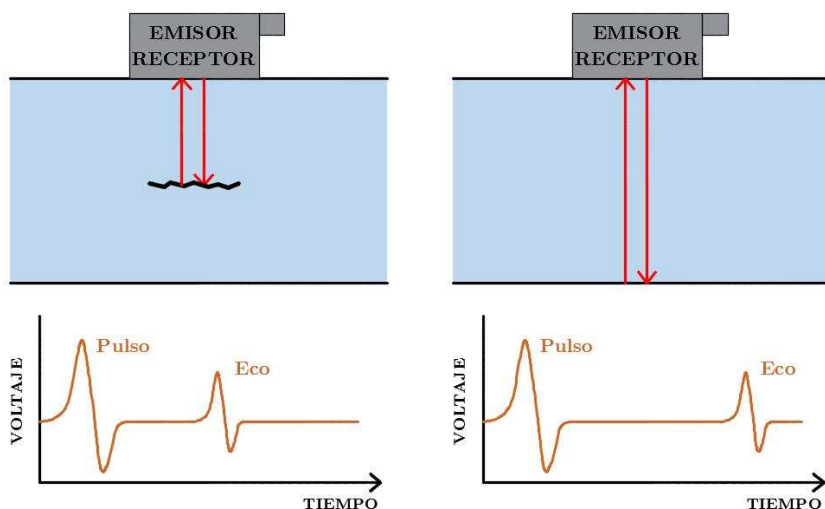 EMISOR
RECEPTOR
EMISOR
RECEPTOR
VOLTAJE
Pulso
Eco
TIEMPO
VOLTAJE
Pulso
Eco
TIEMPO